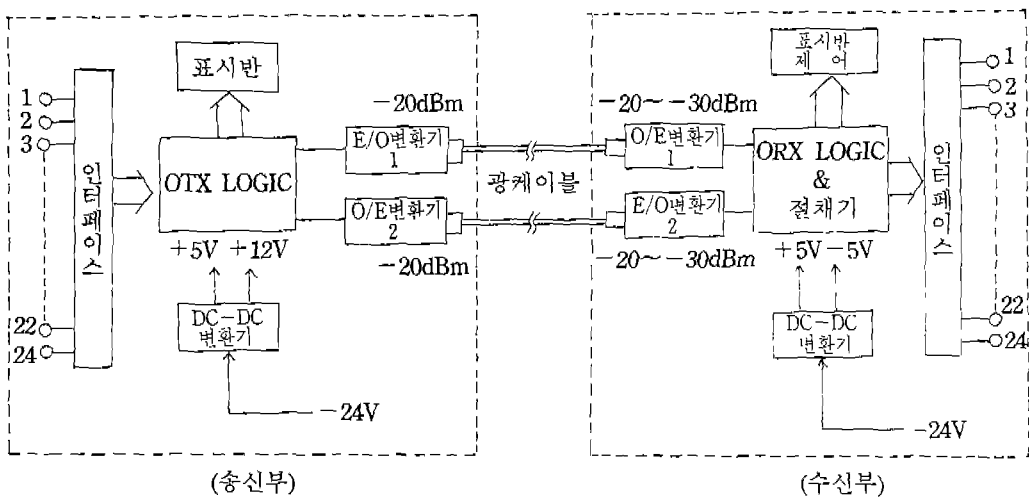 표시반
1
2
3
22
24
인터페이스
OTX LOGIC
+5V +12V
DC-DC
변환기
-24V
-20dBm
E/O변환기
1
O/E변환기
2
-20dBm
광케이블
(송신부)
표시반
제 어
-20~-30dBm
O/E변환기
1
E/O변환기
2
-20~-30dBm
ORX LOGIC
&
절채기
+5V -5V
DC-DC
변환기
-24V
인터페이스
1
2
3
22
24
(수신부)